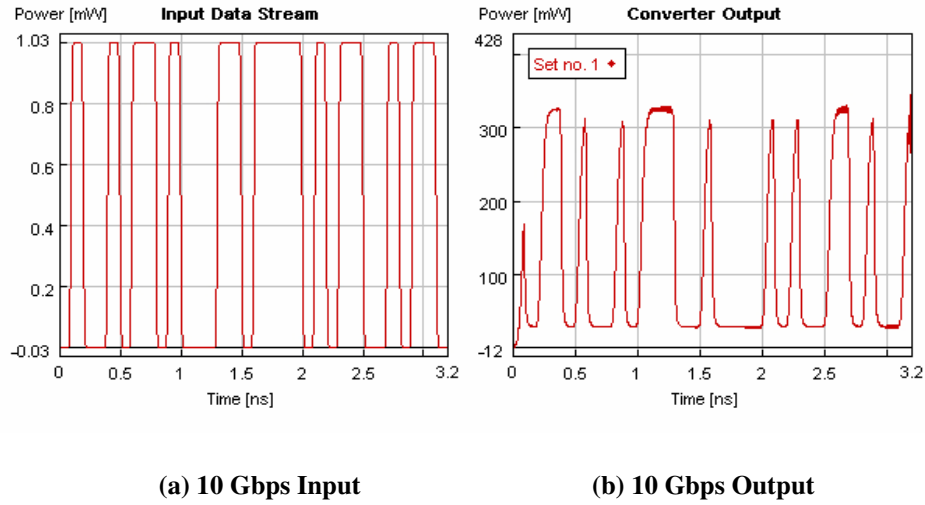 Power [mW] Input Data Stream
1.03
0.8
0.6
0.4
0.2
-0.03
0 0.5 1 1.5 2 2.5 3.2
Time [ns]
Power [mW] Converter Output
428
Set no. 1
300
200
100
-12
0 0.5 1 1.5 2 2.5 3.2
Time [ns]
(a) 10 Gbps Input
(b) 10 Gbps Output